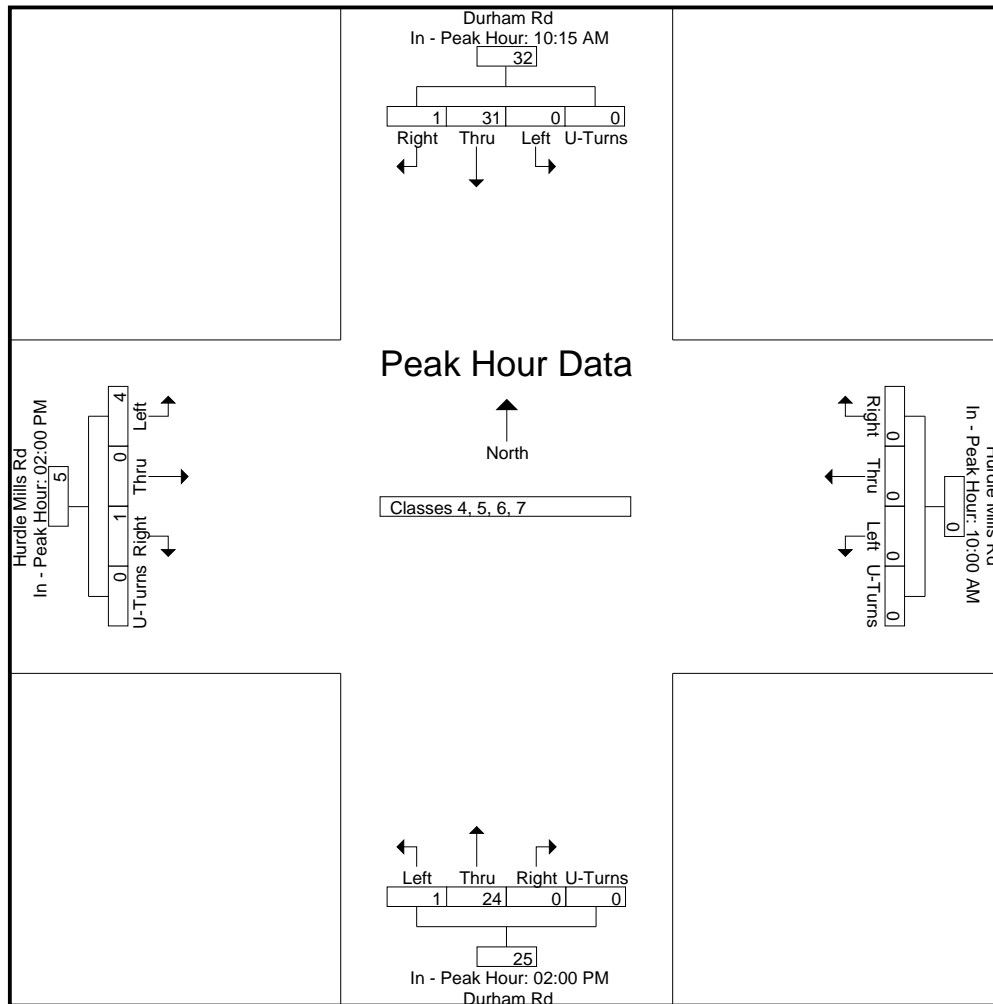 Durham Rd
In - Peak Hour: 10:15 AM
32
1 31 0 0
Right Thru Left U-Turns
Peak Hour Data
North
Classes 4, 5, 6, 7
Hurdle Mills Rd
In - Peak Hour: 02:00 PM
5
4 0 1 0
Left Thru Right U-Turns
Hurdle Mills Rd
In - Peak Hour: 10:00 AM
0
0 0 0 0
Right Thru Left U-Turns
Left Thru Right U-Turns
1 24 0 0
25
In - Peak Hour: 02:00 PM
Durham Rd